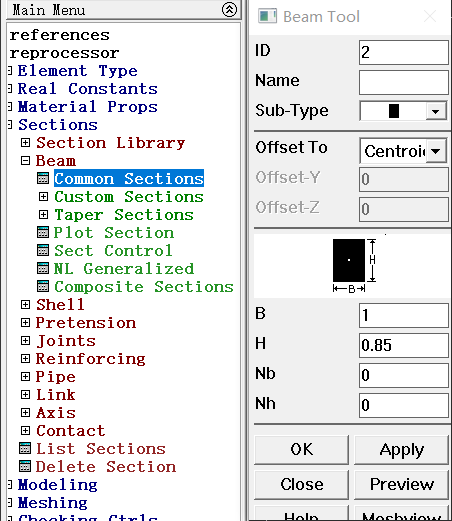 Main Menu
references
reprocessor
Element Type
Real Constants
Material Props
Sections
Section Library
Beam
Common Sections
Custom Sections
Taper Sections
Plot Section
Sect Control
NL Generalized
Composite Sections
Shell
Pretension
Joints
Reinforcing
Pipe
Link
Axis
Contact
List Sections
Delete Section
Modeling
Meshing
Checking Ctrls
Beam Tool
ID 2
Name
Sub-Type
Offset To Centroid
Offset-Y 0
Offset-Z 0
H
B
B 1
H 0.85
Nb 0
Nh 0
OK Apply
Close Preview
Help Meshview